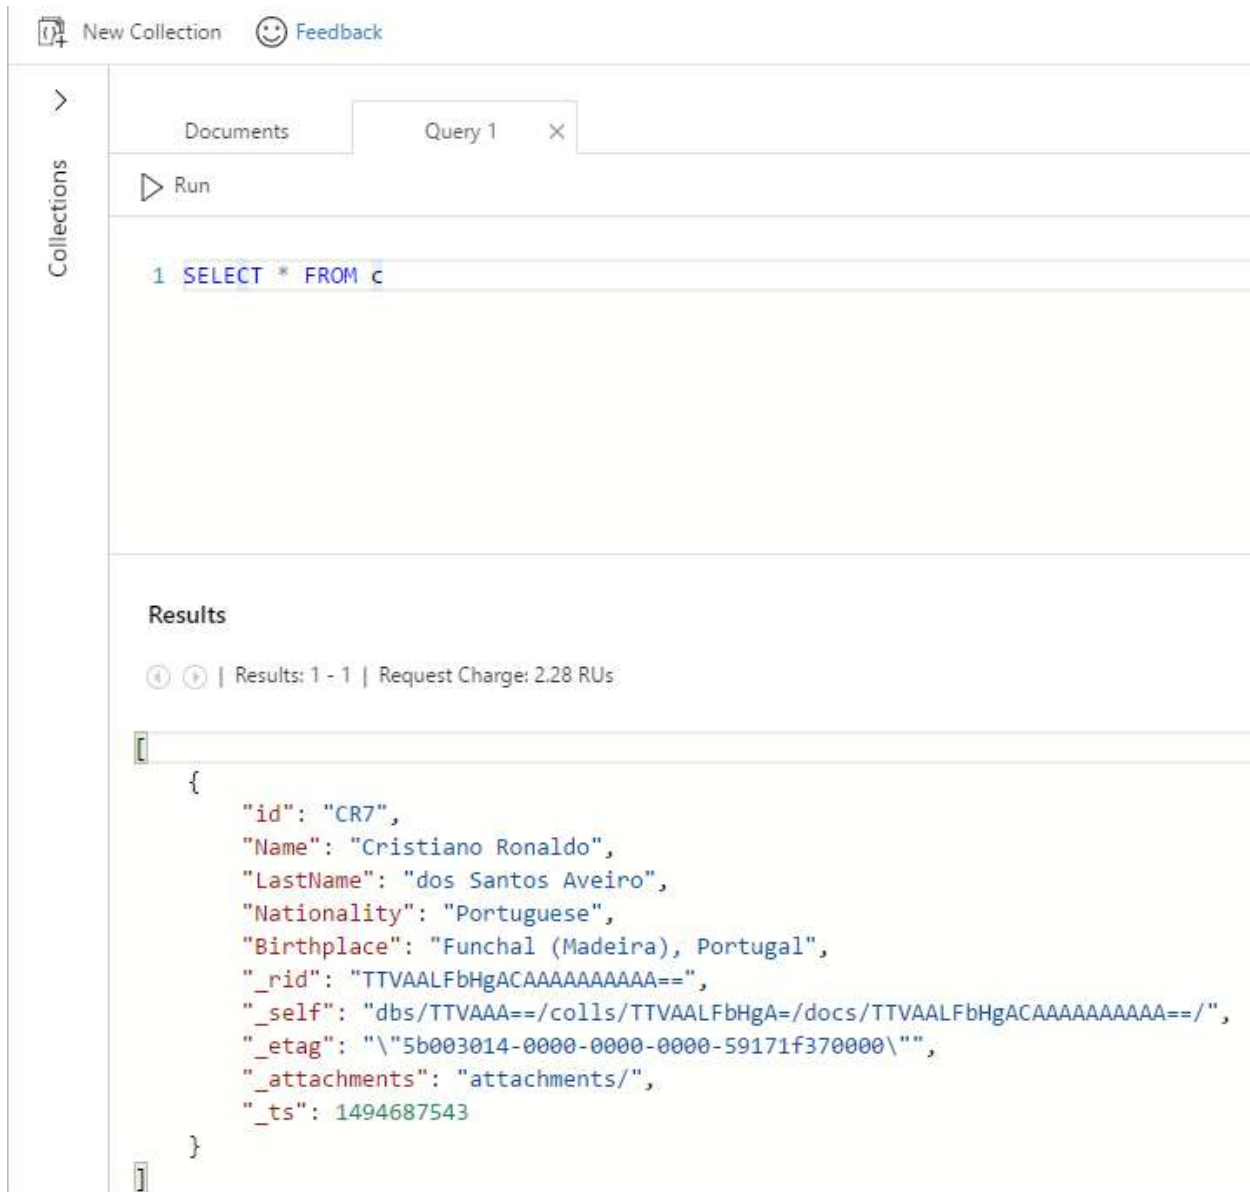 New Collection Feedback
Collections
Documents Query 1
Run
1 SELECT * FROM c
Results
| Results: 1 - 1 | Request Charge: 2.28 RUs
[
{
"id": "CR7",
"Name": "Cristiano Ronaldo",
"LastName": "dos Santos Aveiro",
"Nationality": "Portuguese",
"Birthplace": "Funchal (Madeira), Portugal",
"_rid": "TTVAALFbHgACAAAAAAAAAA==",
"_self": "dbs/TTVAAA==/colls/TTVAALFbHgA=/docs/TTVAALFbHgACAAAAAAAAAA==/",
"_etag": "\"5b003014-0000-0000-0000-59171f370000\"",
"_attachments": "attachments/",
"_ts": 1494687543
}
]